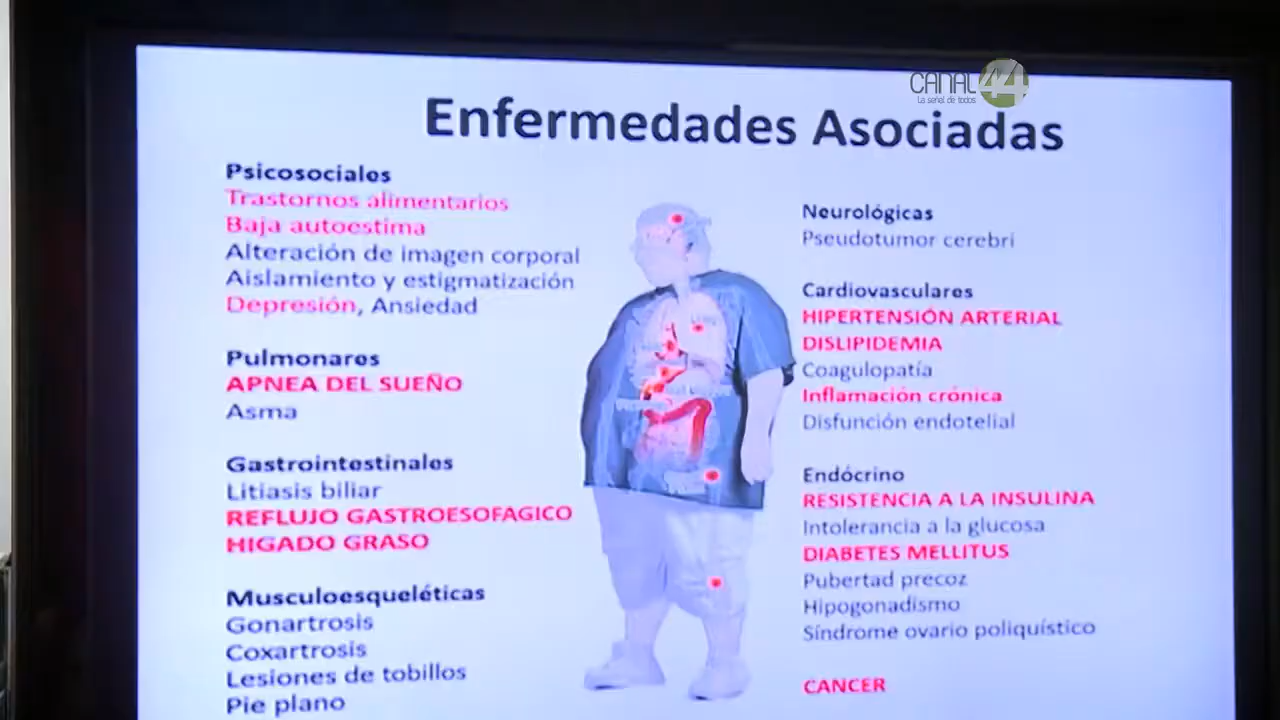 CANAL 44
La señal de todos
Enfermedades Asociadas
Psicosociales
Trastornos alimentarios
Baja autoestima
Alteración de imagen corporal
Aislamiento y estigmatización
Depresión, Ansiedad
Pulmonares
APNEA DEL SUEÑO
Asma
Gastrointestinales
Litiasis biliar
REFLUJO GASTROESOFAGICO
HIGADO GRASO
Musculoesqueléticas
Gonartrosis
Coxartrosis
Lesiones de tobillos
Pie plano
Neurológicas
Pseudotumor cerebri
Cardiovasculares
HIPERTENSIÓN ARTERIAL
DISLIPIDEMIA
Coagulopatía
Inflamación crónica
Disfunción endotelial
Endócrino
RESISTENCIA A LA INSULINA
Intolerancia a la glucosa
DIABETES MELLITUS
Pubertad precoz
Hipogonadismo
Síndrome ovario poliquístico
CANCER